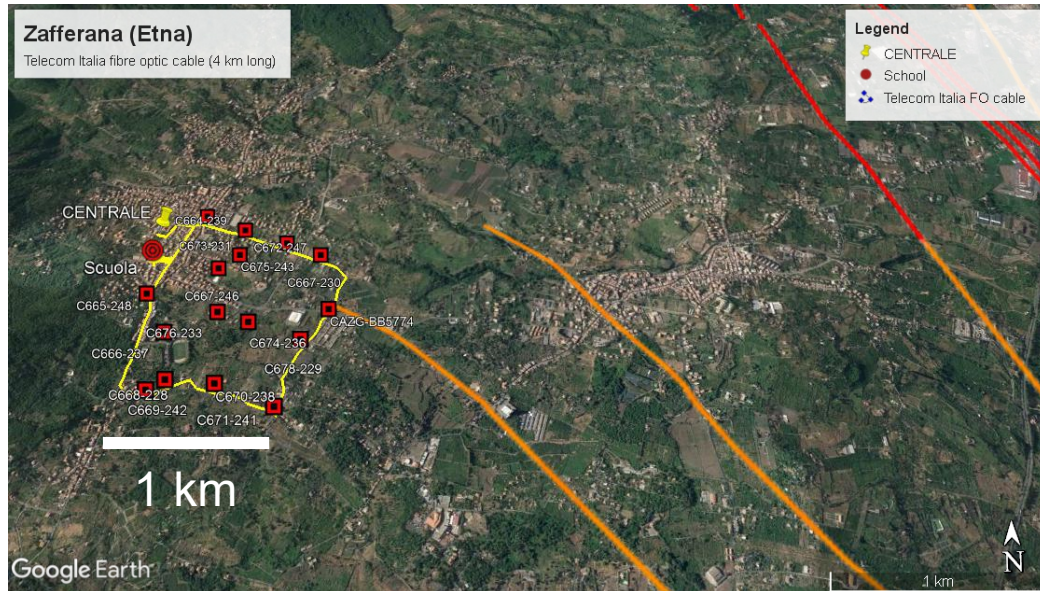 Zafferana (Etna)
Telecom Italia fibre optic cable (4 km long)
Legend
CENTRALE
School
Telecom Italia FO cable
CENTRALE
C664-239
C673-231
C672-247
C675-243
Scuola
C667-230
C665-248
C667-246
CAZG-BB5774
C676-233
C674-236
C666-237
C678-229
C668-228
C670-238
C669-242
C671-241
1 km
N
Google Earth
1 km